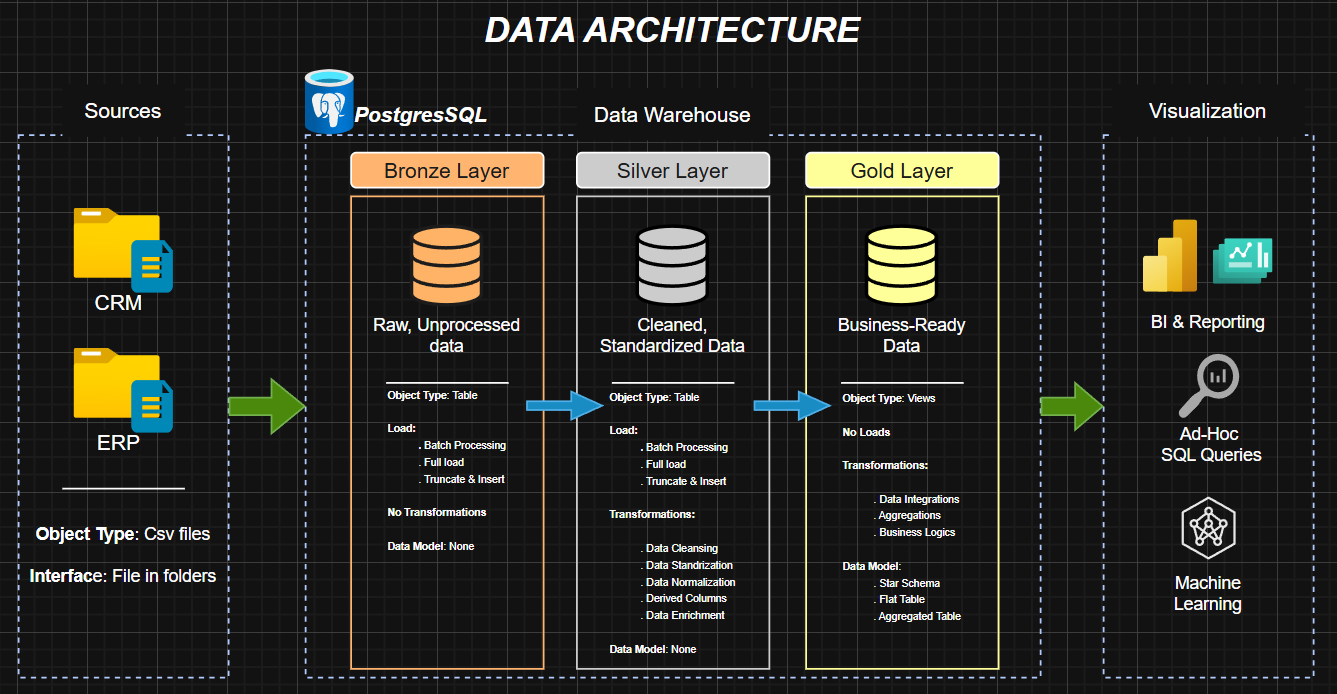 DATA ARCHITECTURE
Sources
CRM
ERP
Object Type: Csv files
Interface: File in folders
PostgresSQL
Data Warehouse
Bronze Layer
Raw, Unprocessed
data
Object Type: Table
Load:
. Batch Processing
. Full load
. Truncate & Insert
No Transformations
Data Model: None
Silver Layer
Cleaned,
Standardized Data
Object Type: Table
Load:
. Batch Processing
. Full load
. Truncate & Insert
Transformations:
. Data Cleansing
. Data Standrization
. Data Normalization
. Derived Columns
. Data Enrichment
Data Model: None
Gold Layer
Business-Ready
Data
Object Type: Views
No Loads
Transformations:
. Data Integrations
. Aggregations
. Business Logics
Data Model:
. Star Schema
. Flat Table
. Aggregated Table
Visualization
BI & Reporting
Ad-Hoc
SQL Queries
Machine
Learning